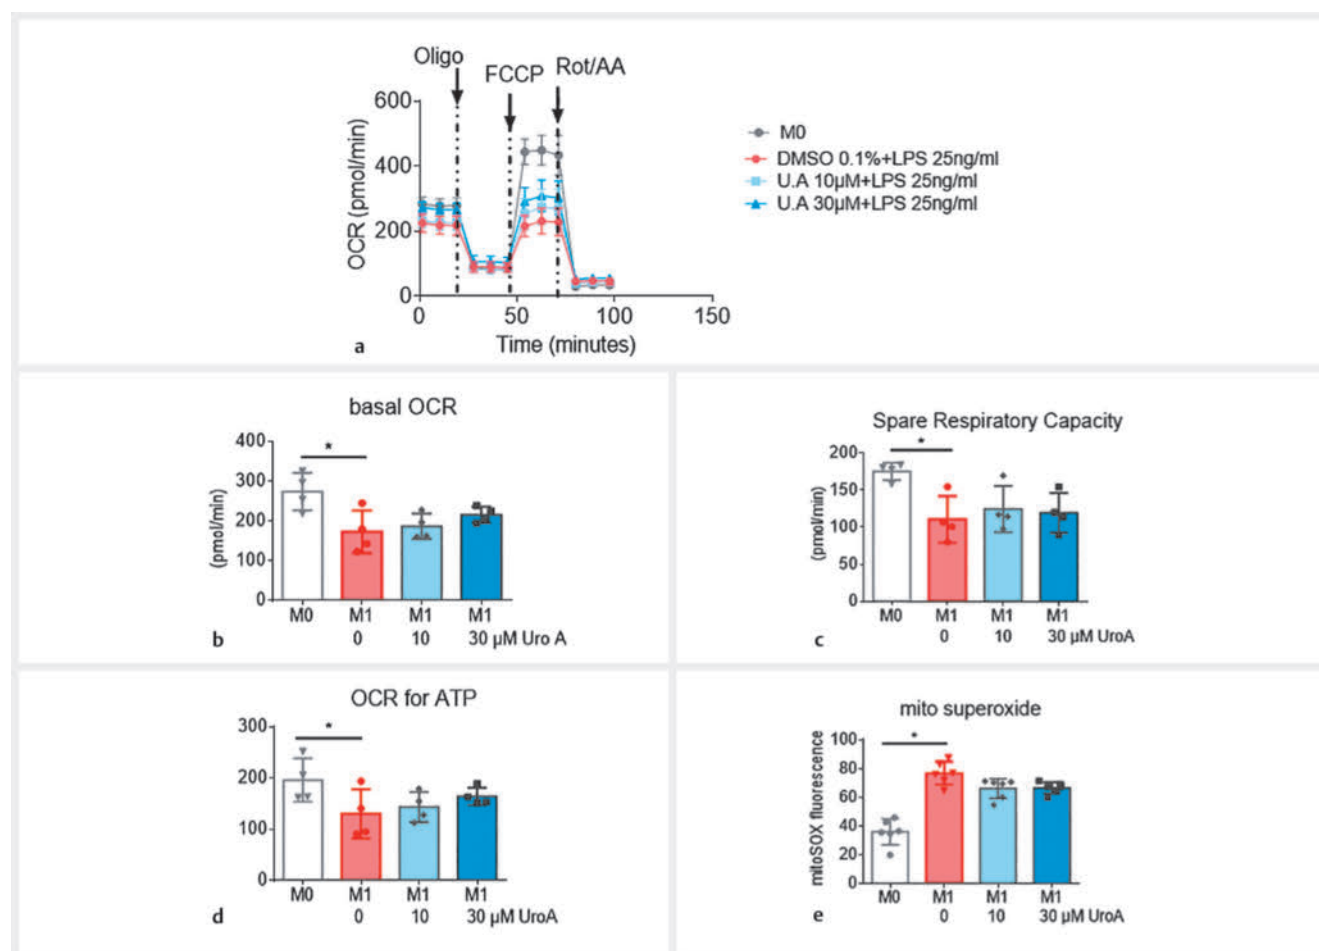 Oligo
FCCP
Rot/AA
600
400
200
0
OCR (pmol/min)
0 50 100 150
Time (minutes)
M0
DMSO 0.1%+LPS 25ng/ml
U.A 10µM+LPS 25ng/ml
U.A 30µM+LPS 25ng/ml
a
basal OCR
400
300
200
100
0
(pmol/min)
*
M0 M1 M1 M1
0 10 30 µM Uro A
b
Spare Respiratory Capacity
200
150
100
50
0
(pmol/min)
*
M0 M1 M1 M1
0 10 30 µM UroA
c
OCR for ATP
300
200
100
0
*
M0 M1 M1 M1
0 10 30 µM UroA
d
mito superoxide
100
80
60
40
20
0
mitoSOX fluorescence
*
M0 M1 M1 M1
0 10 30 µM UroA
e